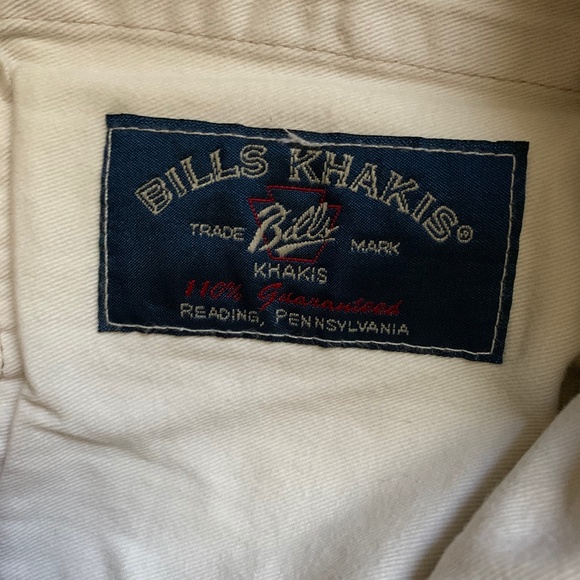 BILLS KHAKIS®
TRADE Bills MARK
KHAKIS
110% Guaranteed
READING, PENNSYLVANIA